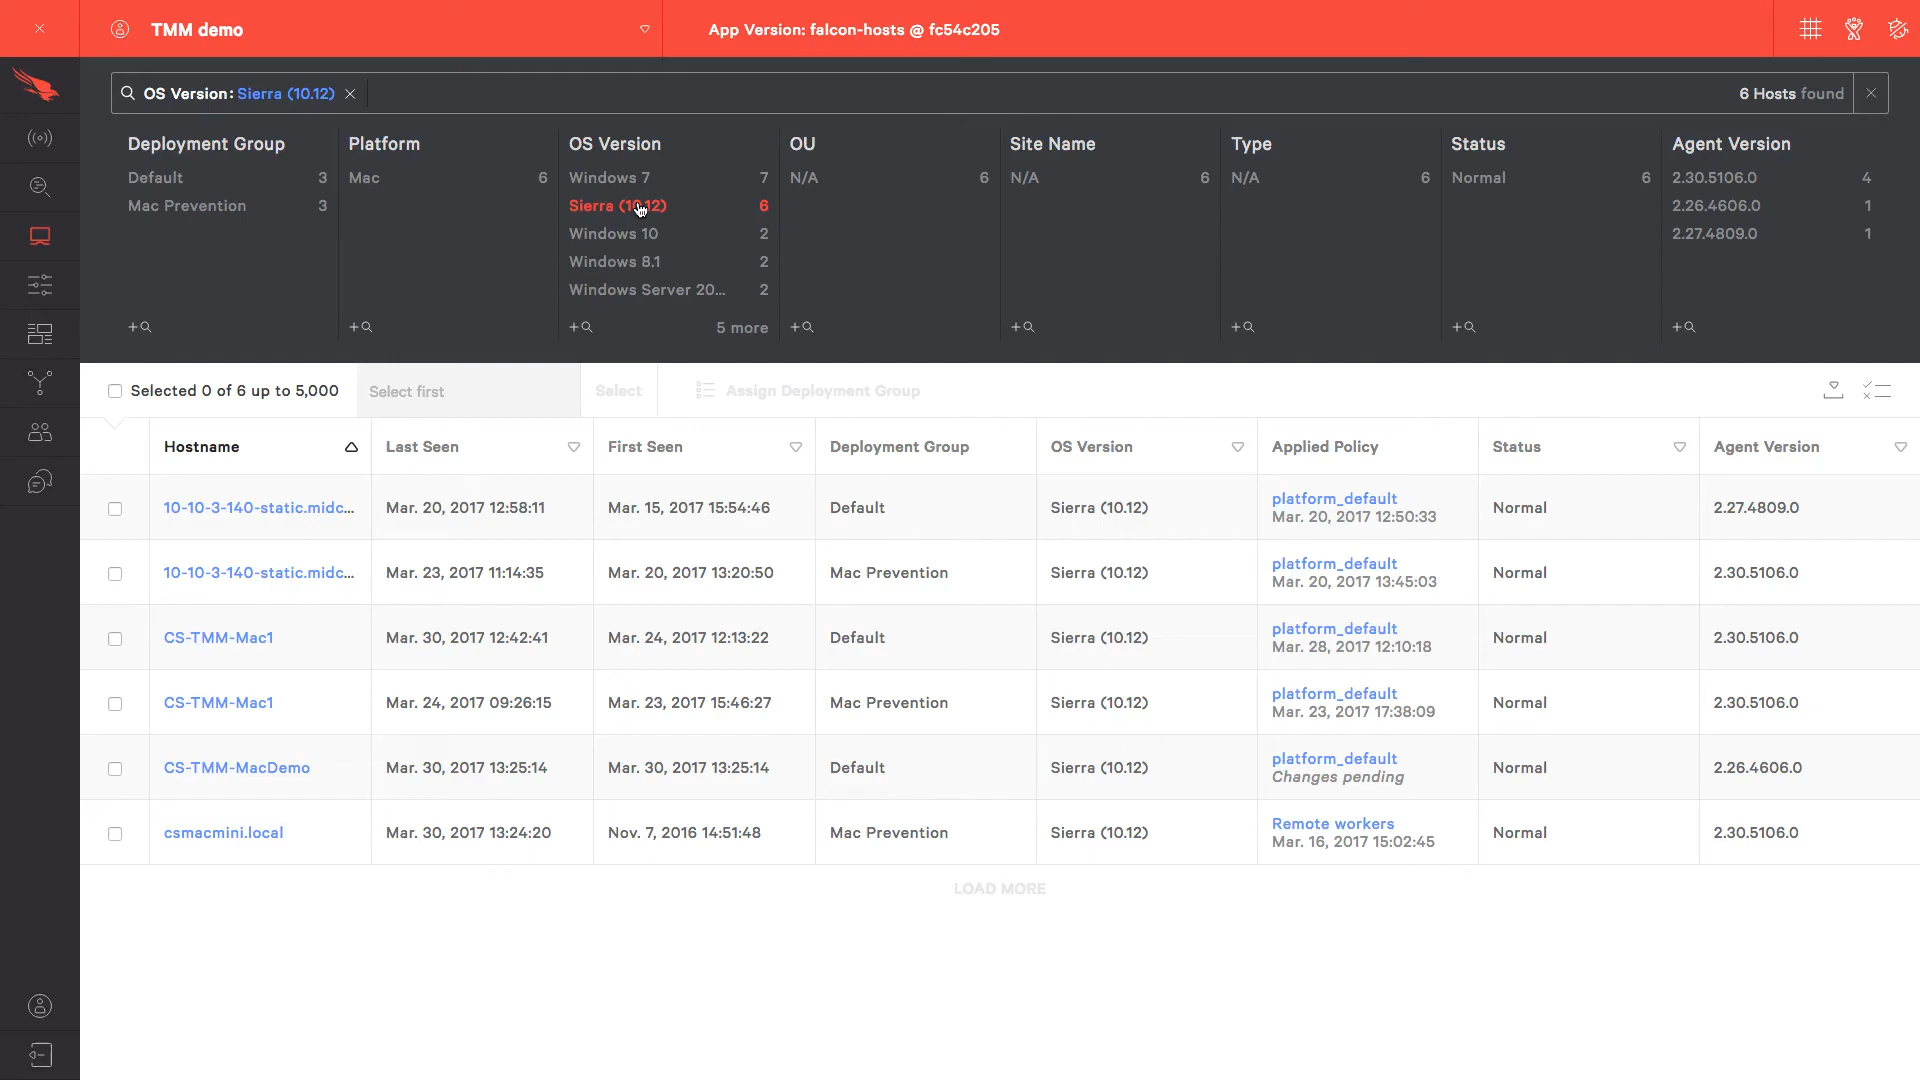 TMM demo
App Version: falcon-hosts @ fc54c205
OS Version: Sierra (10.12)
6 Hosts found
Deployment Group
Default 3
Mac Prevention 3
Platform
Mac 6
OS Version
Windows 7 7
Sierra (10.12) 6
Windows 10 2
Windows 8.1 2
Windows Server 20... 2
5 more
OU
N/A 6
Site Name
N/A 6
Type
N/A 6
Status
Normal 6
Agent Version
2.30.5106.0 4
2.26.4606.0 1
2.27.4809.0 1
Selected 0 of 6 up to 5,000 Select first Select Assign Deployment Group
Hostname Last Seen First Seen Deployment Group OS Version Applied Policy Status Agent Version
10-10-3-140-static.midc... Mar. 20, 2017 12:58:11 Mar. 15, 2017 15:54:46 Default Sierra (10.12) platform_default Normal 2.27.4809.0
Mar. 20, 2017 12:50:33
10-10-3-140-static.midc... Mar. 23, 2017 11:14:35 Mar. 20, 2017 13:20:50 Mac Prevention Sierra (10.12) platform_default Normal 2.30.5106.0
Mar. 20, 2017 13:45:03
CS-TMM-Mac1 Mar. 30, 2017 12:42:41 Mar. 24, 2017 12:13:22 Default Sierra (10.12) platform_default Normal 2.30.5106.0
Mar. 28, 2017 12:10:18
CS-TMM-Mac1 Mar. 24, 2017 09:26:15 Mar. 23, 2017 15:46:27 Mac Prevention Sierra (10.12) platform_default Normal 2.30.5106.0
Mar. 23, 2017 17:38:09
CS-TMM-MacDemo Mar. 30, 2017 13:25:14 Mar. 30, 2017 13:25:14 Default Sierra (10.12) platform_default Normal 2.26.4606.0
Changes pending
csmacmini.local Mar. 30, 2017 13:24:20 Nov. 7, 2016 14:51:48 Mac Prevention Sierra (10.12) Remote workers Normal 2.30.5106.0
Mar. 16, 2017 15:02:45
LOAD MORE